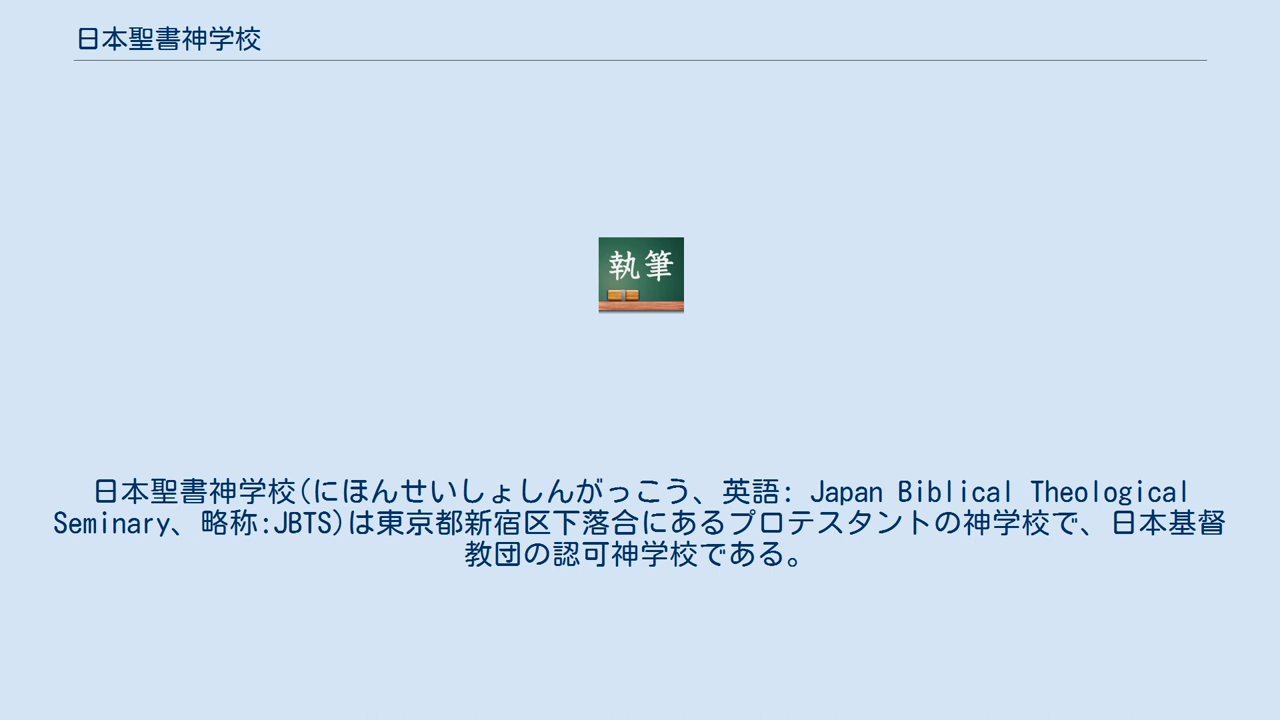 日本聖書神学校
執筆
日本聖書神学校(にほんせいしょしんがっこう、英語: Japan Biblical Theological
Seminary、略称:JBTS)は東京都新宿区下落合にあるプロテスタントの神学校で、日本基督
教団の認可神学校である。